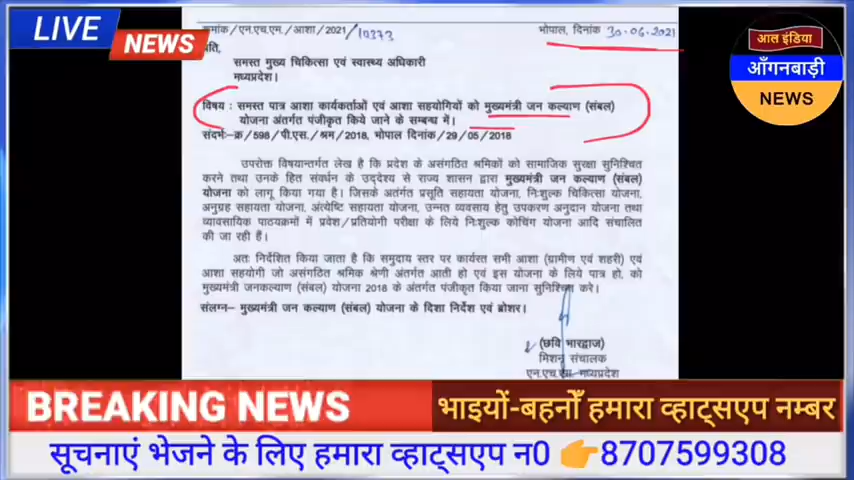 LIVE
NEWS
क्रमांक/एन.एच.एम./आशा/2021/10373
भोपाल, दिनांक 30-06-2021
प्रति,
समस्त मुख्य चिकित्सा एवं स्वास्थ्य अधिकारी
मध्यप्रदेश।
विषय : समस्त पात्र आशा कार्यकर्ताओं एवं आशा सहयोगियों को मुख्यमंत्री जन कल्याण (संबल)
योजना अंतर्गत पंजीकृत किये जाने के सम्बन्ध में।
संदर्भः क्र/598/पी.एस./श्रम/2018, भोपाल दिनांक/29/05/2018
उपरोक्त विषयान्तर्गत लेख है कि प्रदेश के असंगठित श्रमिकों को सामाजिक सुरक्षा सुनिश्चित
करने तथा उनके हित संवर्धन के उद्देश्य से राज्य शासन द्वारा मुख्यमंत्री जन कल्याण (संबल)
योजना को लागू किया गया है। जिसके अतंर्गत प्रसूति सहायता योजना, निःशुल्क चिकित्सा योजना,
अनुग्रह सहायता योजना, अंत्येष्टि सहायता योजना, उन्नत व्यवसाय हेतु उपकरण अनुदान योजना तथा
व्यावसायिक पाठयक्रमों में प्रवेश/प्रतियोगी परीक्षा के लिये निःशुल्क कोचिंग योजना आदि संचालित
की जा रही हैं।
अतः निर्देशित किया जाता है कि समुदाय स्तर पर कार्यरत सभी आशा (ग्रामीण एवं शहरी) एवं
आशा सहयोगी जो असंगठित श्रमिक श्रेणी अंतर्गत आती हो एवं इस योजना के लिये पात्र हो, को
मुख्यमंत्री जनकल्याण (संबल) योजना 2018 के अंतर्गत पंजीकृत किया जाना सुनिश्चित करे।
संलग्न– मुख्यमंत्री जन कल्याण (संबल) योजना के दिशा निर्देश एवं ब्रोशर।
(छवि भारद्वाज)
मिशन संचालक
एन.एच.एम. मध्यप्रदेश
आल इंडिया
आँगनबाड़ी
NEWS
BREAKING NEWS
भाइयों-बहनोँ हमारा व्हाट्सएप नम्बर
सूचनाएं भेजने के लिए हमारा व्हाट्सएप न0 👉8707599308